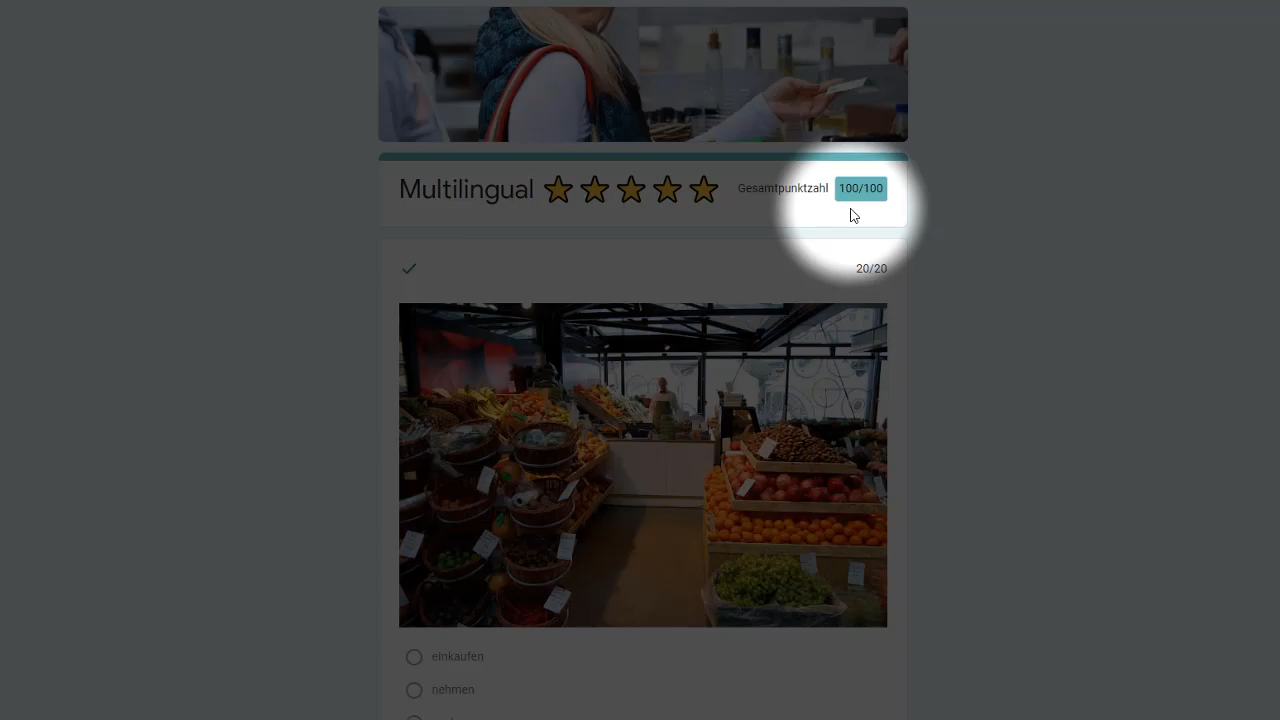 Multilingual ⭐⭐⭐⭐⭐ Gesamtpunktzahl 100/100
20/20
einkaufen
nehmen